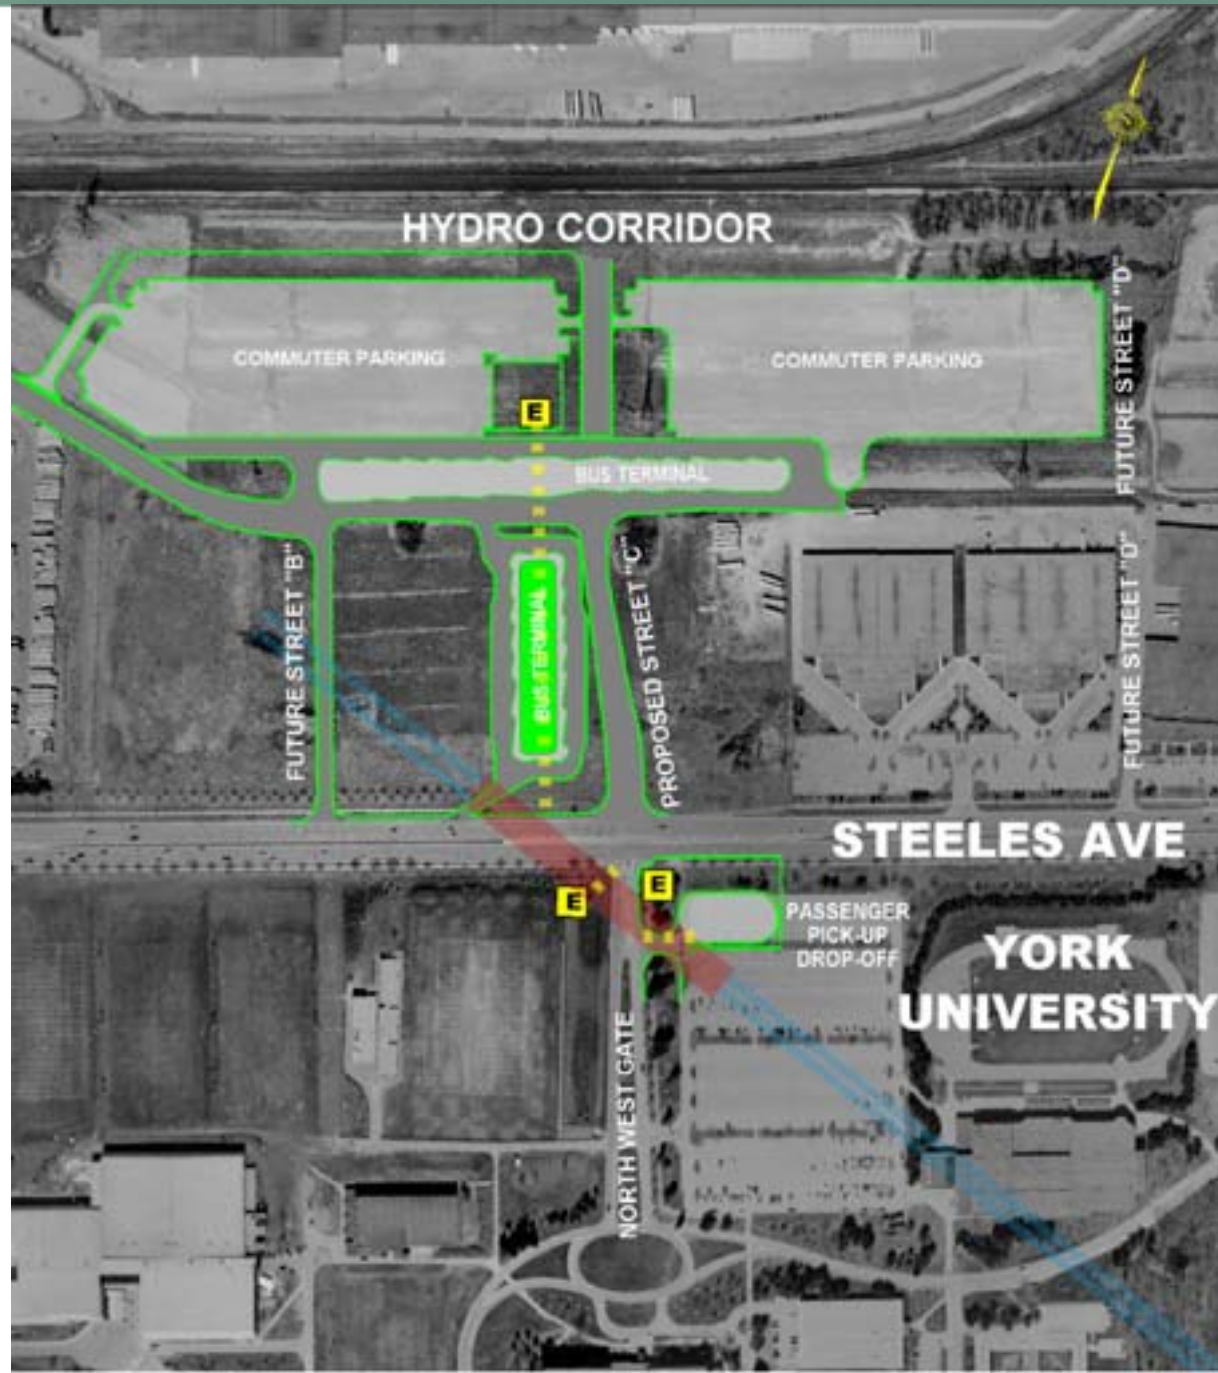 HYDRO CORRIDOR
COMMUTER PARKING
COMMUTER PARKING
FUTURE STREET "D"
E
BUS TERMINAL
FUTURE STREET "B"
BUS TERMINAL
PROPOSED STREET "C"
FUTURE STREET "D"
STEELES AVE
E
E
PASSENGER
PICK-UP
DROP-OFF
YORK
UNIVERSITY
NORTH WEST GATE